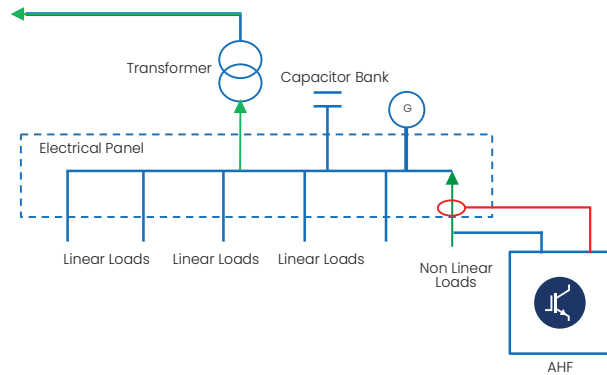 Transformer
Capacitor Bank
G
Electrical Panel
Linear Loads
Linear Loads
Linear Loads
Non Linear
Loads
AHF